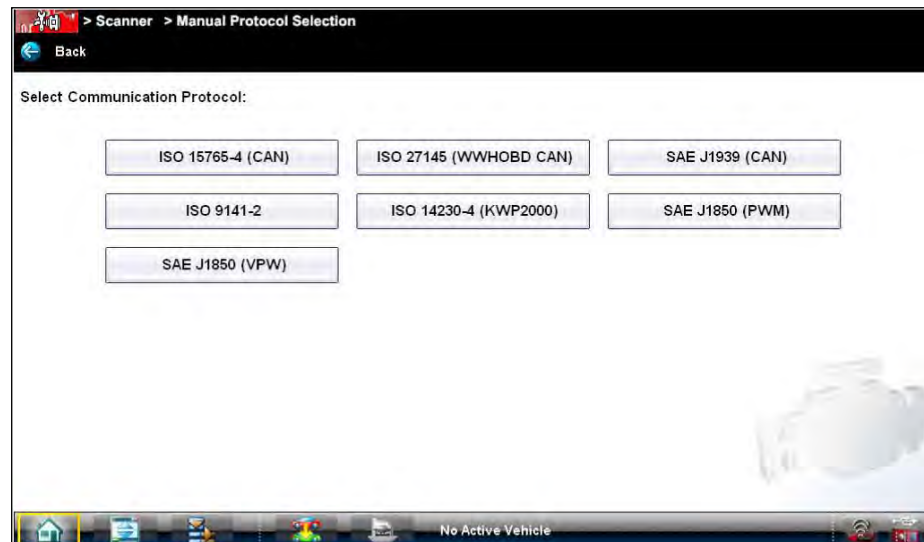 > Scanner > Manual Protocol Selection
Back
Select Communication Protocol:
ISO 15765-4 (CAN)
ISO 27145 (WWHOBD CAN)
SAE J1939 (CAN)
ISO 9141-2
ISO 14230-4 (KWP2000)
SAE J1850 (PWM)
SAE J1850 (VPW)
No Active Vehicle